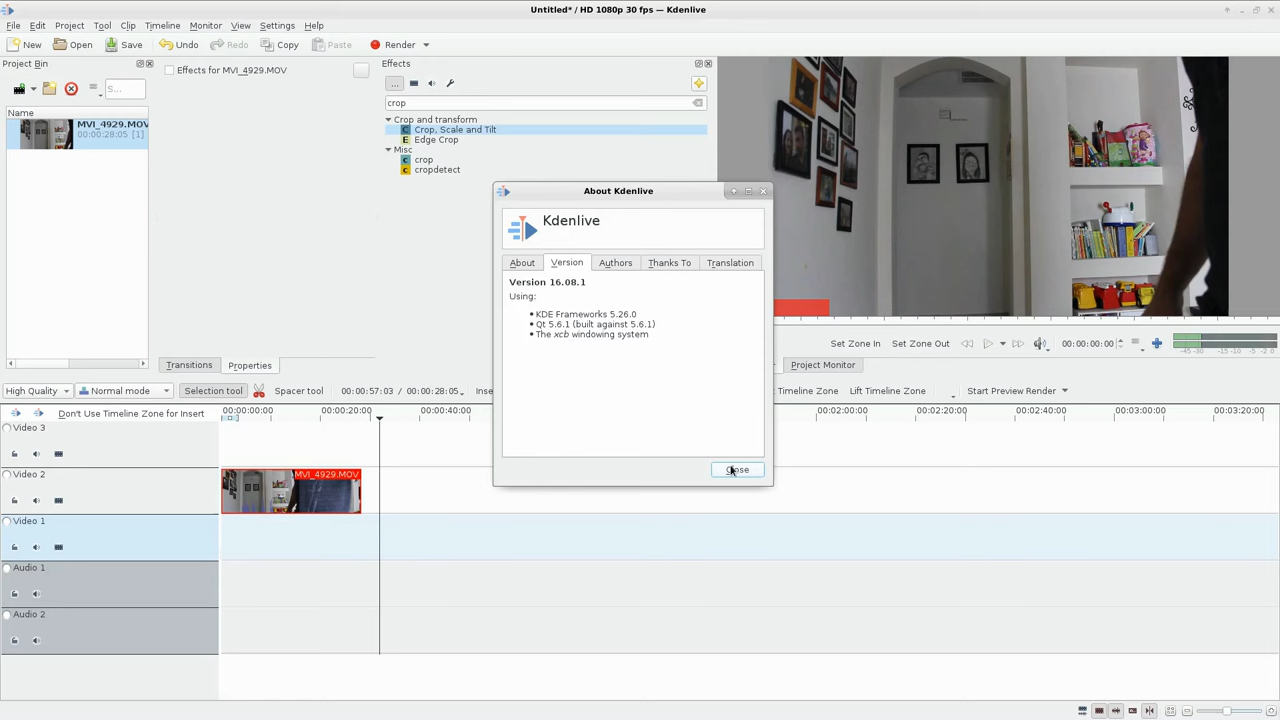 Untitled* / HD 1080p 30 fps — Kdenlive
File Edit Project Tool Clip Timeline Monitor View Settings Help
New Open Save Undo Redo Copy Paste Render
Project Bin
Effects for MVI_4929.MOV
Effects
S...
...
crop
Name
MVI_4929.MOV
00:00:28:05 [1]
Crop and transform
Crop, Scale and Tilt
Edge Crop
Misc
crop
cropdetect
About Kdenlive
Kdenlive
About Version Authors Thanks To Translation
Version 16.08.1
Using:
• KDE Frameworks 5.26.0
• Qt 5.6.1 (built against 5.6.1)
• The xcb windowing system
Close
Set Zone In Set Zone Out 00:00:00:00
-45 -30 -15 -10 -5 -2 0
Transitions Properties
Project Monitor
High Quality Normal mode Selection tool Spacer tool 00:00:57:03 / 00:00:28:05 Timeline Zone Lift Timeline Zone Start Preview Render
Don't Use Timeline Zone for Insert
00:00:00:00 00:00:20:00 00:00:40:00 00:02:00:00 00:02:20:00 00:02:40:00 00:03:00:00 00:03:20:00
Video 3
Video 2
MVI_4929.MOV
Video 1
Audio 1
Audio 2